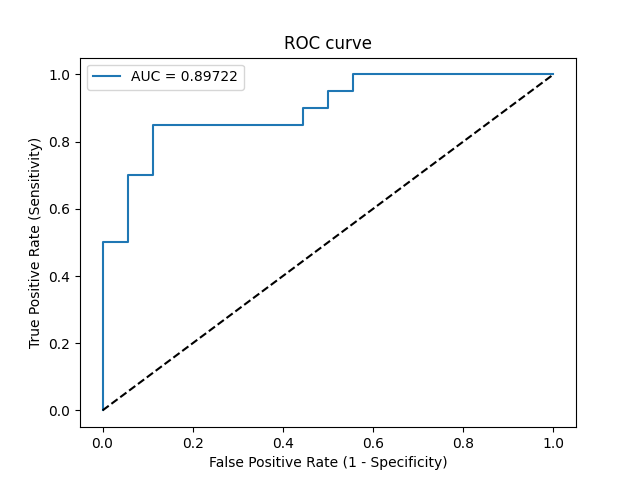 ROC curve
AUC = 0.89722
True Positive Rate (Sensitivity)
1.0
0.8
0.6
0.4
0.2
0.0
0.0 0.2 0.4 0.6 0.8 1.0
False Positive Rate (1 - Specificity)